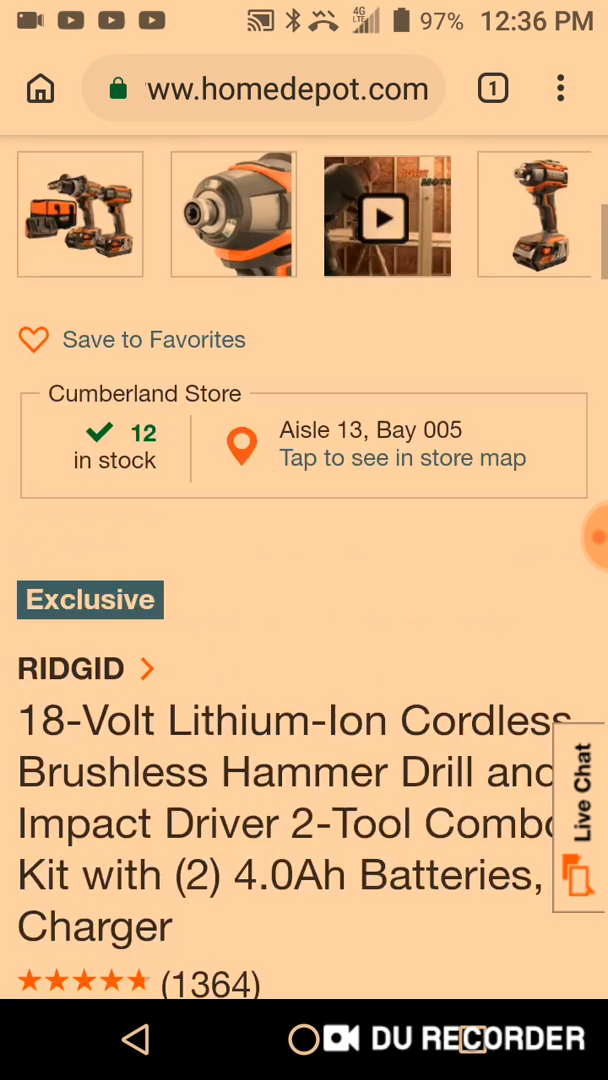 4G
LTE
97% 12:36 PM
ww.homedepot.com
1
Save to Favorites
Cumberland Store
12
in stock
Aisle 13, Bay 005
Tap to see in store map
Exclusive
RIDGID
18-Volt Lithium-Ion Cordless
Brushless Hammer Drill and
Impact Driver 2-Tool Combo
Kit with (2) 4.0Ah Batteries,
Charger
Live Chat
(1364)
DU RECORDER